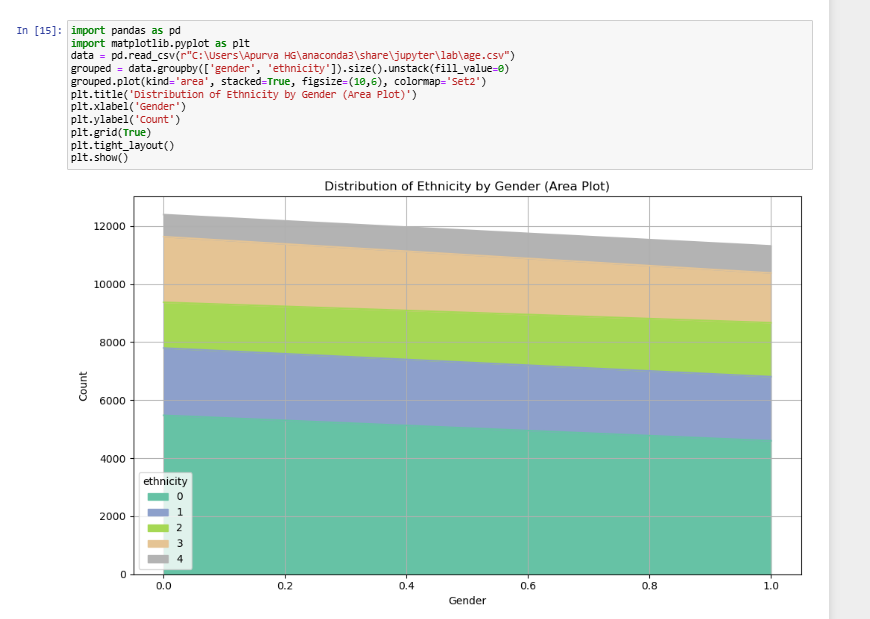 In [15]: import pandas as pd
import matplotlib.pyplot as plt
data = pd.read_csv(r"C:\Users\Apurva HG\anaconda3\share\jupyter\lab\age.csv")
grouped = data.groupby(['gender', 'ethnicity']).size().unstack(fill_value=0)
grouped.plot(kind='area', stacked=True, figsize=(10,6), colormap='Set2')
plt.title('Distribution of Ethnicity by Gender (Area Plot)')
plt.xlabel('Gender')
plt.ylabel('Count')
plt.grid(True)
plt.tight_layout()
plt.show()
Distribution of Ethnicity by Gender (Area Plot)
12000
10000
8000
6000
4000
2000
0
Count
ethnicity
0
1
2
3
4
0.0 0.2 0.4 0.6 0.8 1.0
Gender